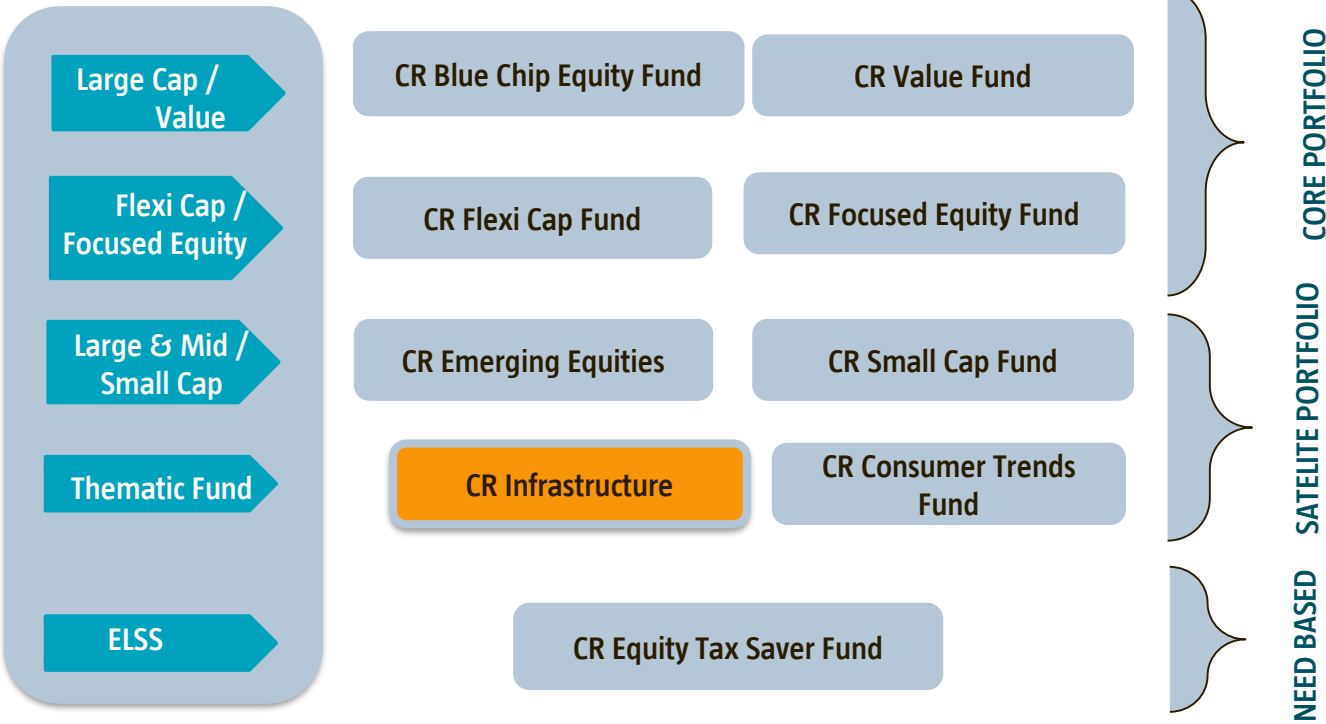 Large Cap /
Value
CR Blue Chip Equity Fund
CR Value Fund
Flexi Cap /
Focused Equity
CR Flexi Cap Fund
CR Focused Equity Fund
CORE PORTFOLIO
Large & Mid /
Small Cap
CR Emerging Equities
CR Small Cap Fund
Thematic Fund
CR Infrastructure
CR Consumer Trends
Fund
SATELITE PORTFOLIO
ELSS
CR Equity Tax Saver Fund
NEED BASED